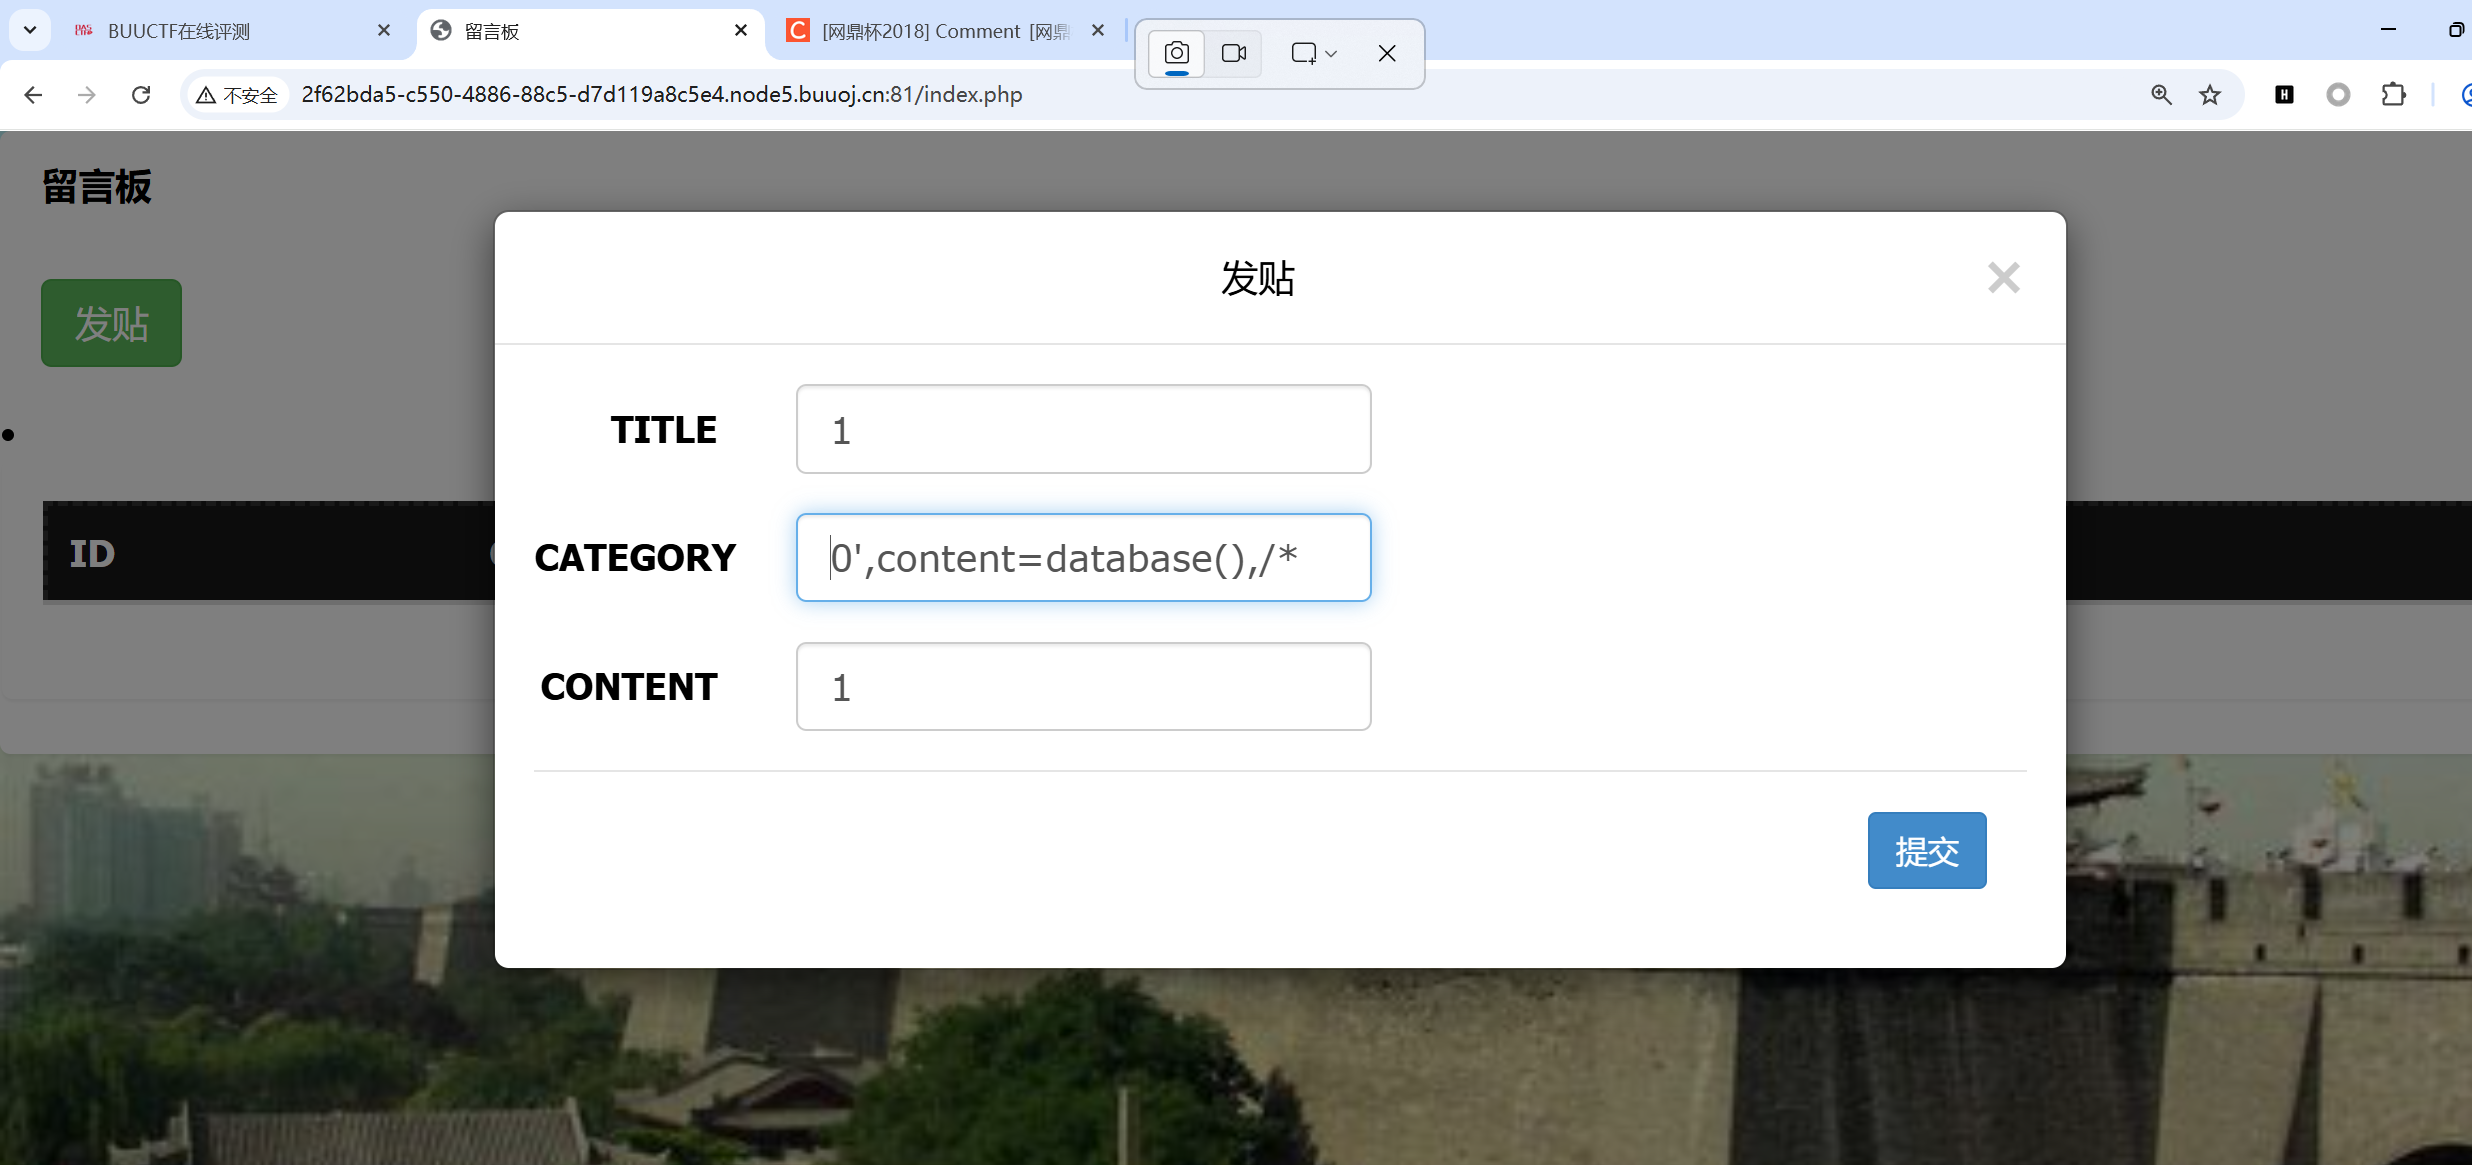 BUUCTF在线评测
留言板
[网鼎杯2018] Comment [网鼎
不安全
2f62bda5-c550-4886-88c5-d7d119a8c5e4.node5.buuoj.cn:81/index.php
留言板
发贴
发贴
TITLE
1
CATEGORY
0',content=database(),/*
ID
CONTENT
1
提交